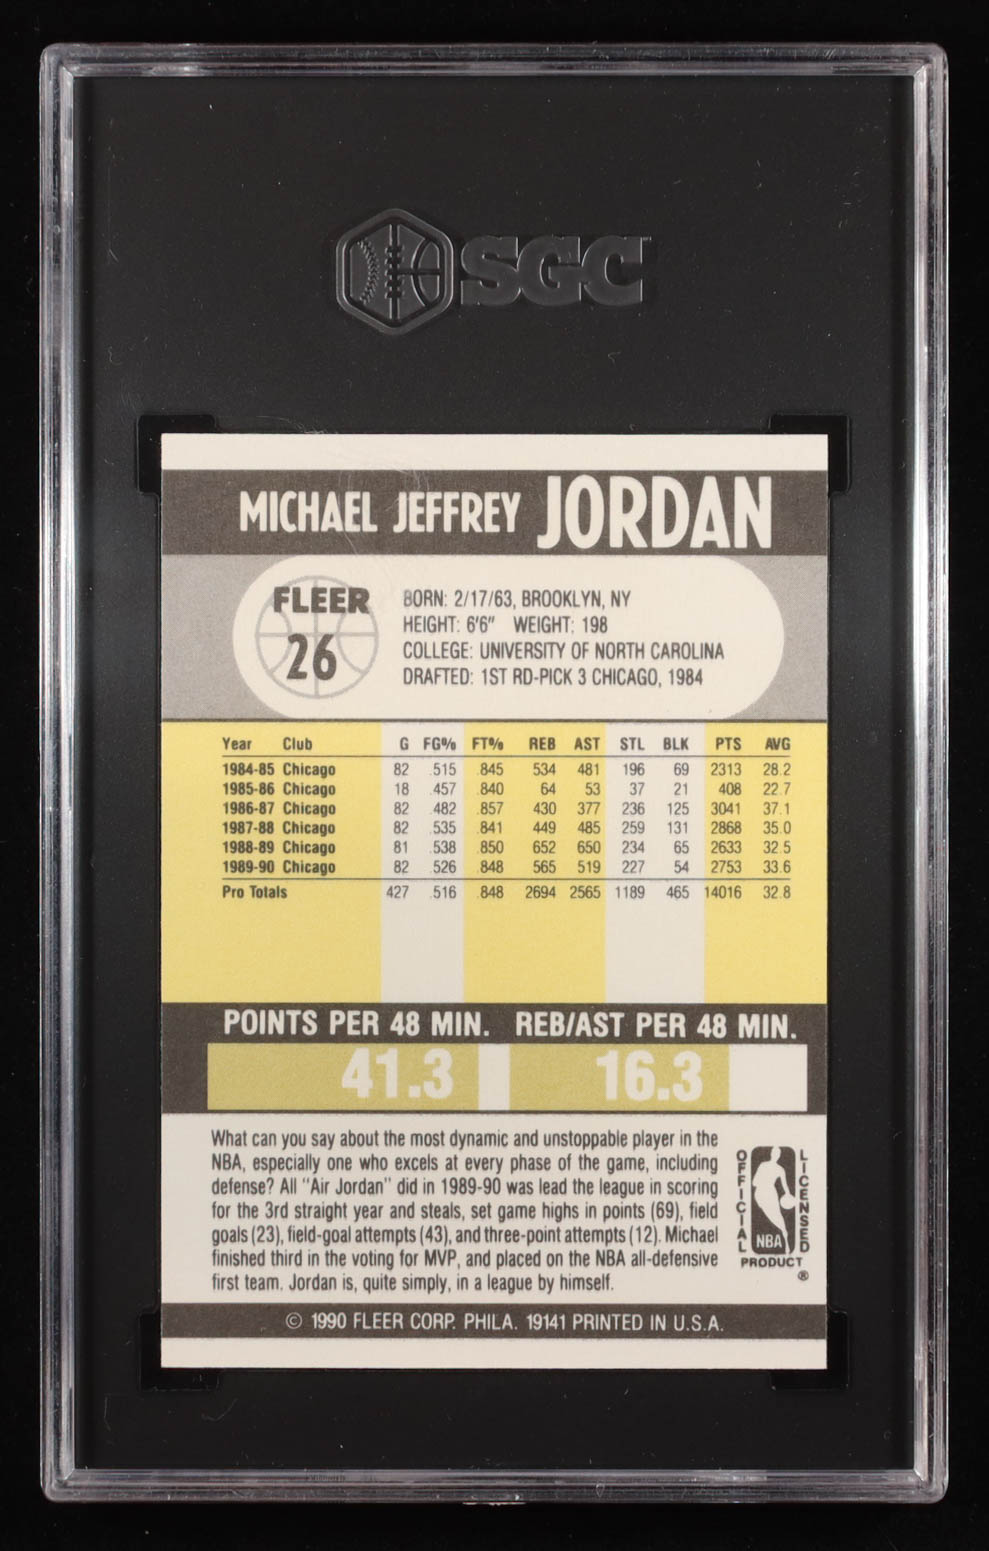 SGC
MICHAEL JEFFREY JORDAN
FLEER
26
BORN: 2/17/63, BROOKLYN, NY
HEIGHT: 6'6" WEIGHT: 198
COLLEGE: UNIVERSITY OF NORTH CAROLINA
DRAFTED: 1ST RD-PICK 3 CHICAGO, 1984
Year Club G FG% FT% REB AST STL BLK PTS AVG
1984-85 Chicago 82 .515 .845 534 481 196 69 2313 28.2
1985-86 Chicago 18 .457 .840 64 53 37 21 408 22.7
1986-87 Chicago 82 .482 .857 430 377 236 125 3041 37.1
1987-88 Chicago 82 .535 .841 449 485 259 131 2868 35.0
1988-89 Chicago 81 .538 .850 652 650 234 65 2633 32.5
1989-90 Chicago 82 .526 .848 565 519 227 54 2753 33.6
Pro Totals 427 .516 .848 2694 2565 1189 465 14016 32.8
POINTS PER 48 MIN. REB/AST PER 48 MIN.
41.3 16.3
What can you say about the most dynamic and unstoppable player in the
NBA, especially one who excels at every phase of the game, including
defense? All "Air Jordan" did in 1989-90 was lead the league in scoring
for the 3rd straight year and steals, set game highs in points (69), field
goals (23), field-goal attempts (43), and three-point attempts (12). Michael
finished third in the voting for MVP, and placed on the NBA all-defensive
first team. Jordan is, quite simply, in a league by himself.
OFFICIAL
LICENSED
NBA
PRODUCT
®
© 1990 FLEER CORP. PHILA. 19141 PRINTED IN U.S.A.